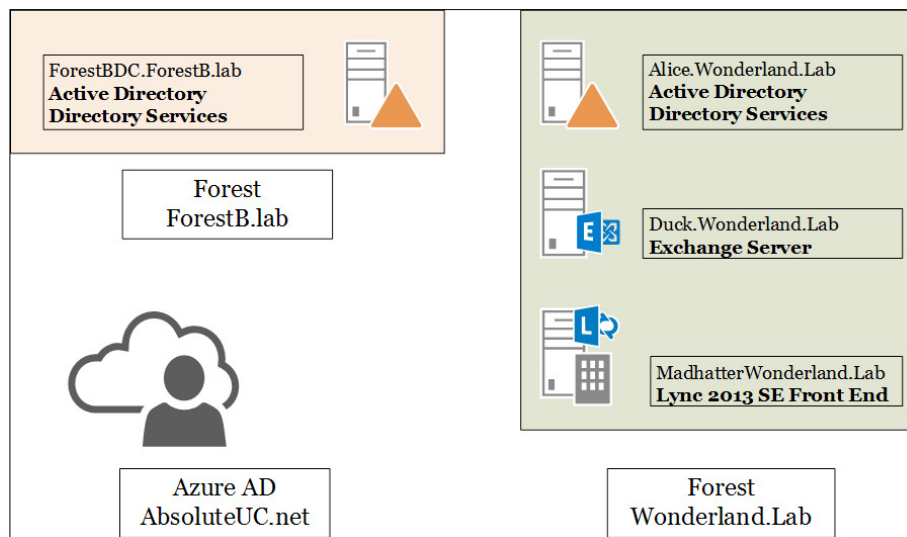 ForestBDC.ForestB.lab
Active Directory
Directory Services
Forest
ForestB.lab
Azure AD
AbsoluteUC.net
Alice.Wonderland.Lab
Active Directory
Directory Services
E
Duck.Wonderland.Lab
Exchange Server
L
MadhatterWonderland.Lab
Lync 2013 SE Front End
Forest
Wonderland.Lab